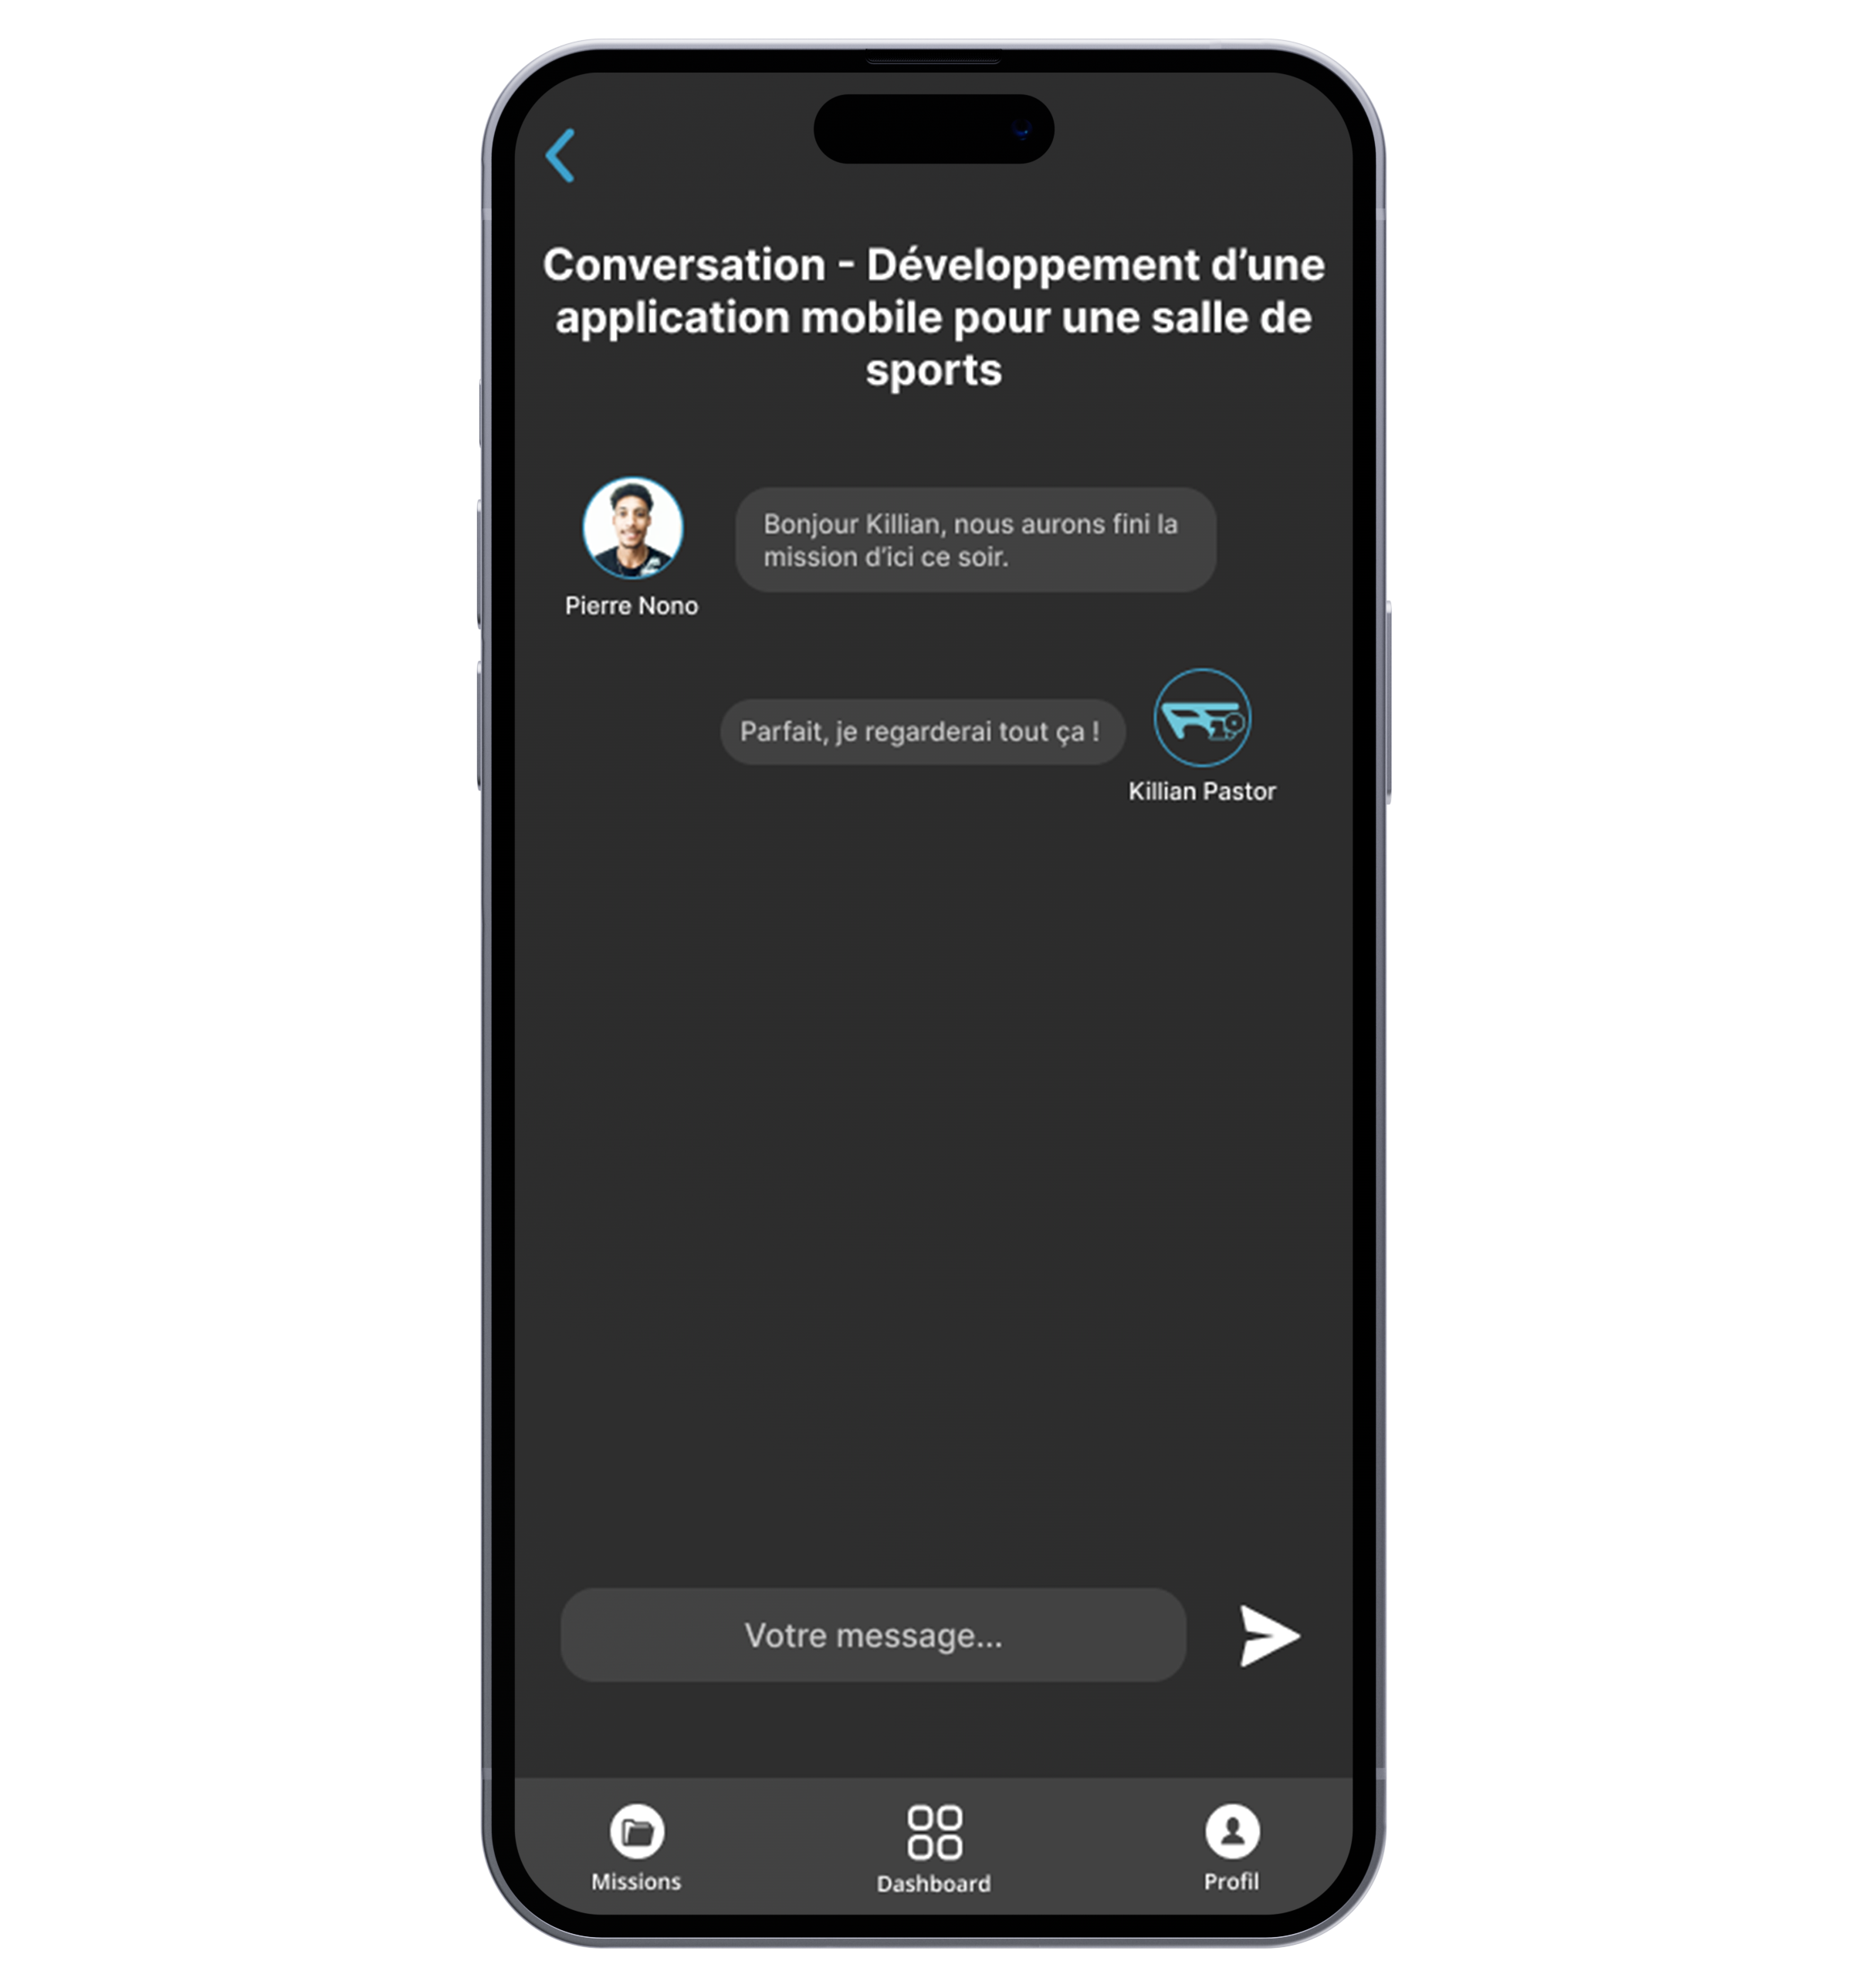 Conversation - Développement d’une
application mobile pour une salle de
sports
Bonjour Killian, nous aurons fini la
mission d’ici ce soir.
Pierre Nono
Parfait, je regarderai tout ça !
Killian Pastor
Votre message...
Missions
Dashboard
Profil